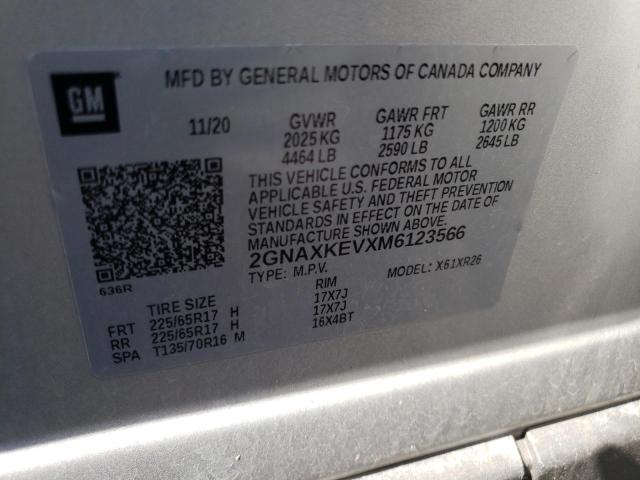 GM
MFD BY GENERAL MOTORS OF CANADA COMPANY
11/20 GVWR GAWR FRT GAWR RR
2025 KG 1175 KG 1200 KG
4464 LB 2590 LB 2645 LB
THIS VEHICLE CONFORMS TO ALL
APPLICABLE U.S. FEDERAL MOTOR
VEHICLE SAFETY AND THEFT PREVENTION
STANDARDS IN EFFECT ON THE DATE OF
MANUFACTURE SHOWN ABOVE.
2GNAXKEVXM6123566
TYPE: M.P.V. MODEL: X61XR26
636R
TIRE SIZE RIM
FRT 225/65R17 H 17X7J
RR 225/65R17 H 17X7J
SPA T135/70R16 M 16X4BT